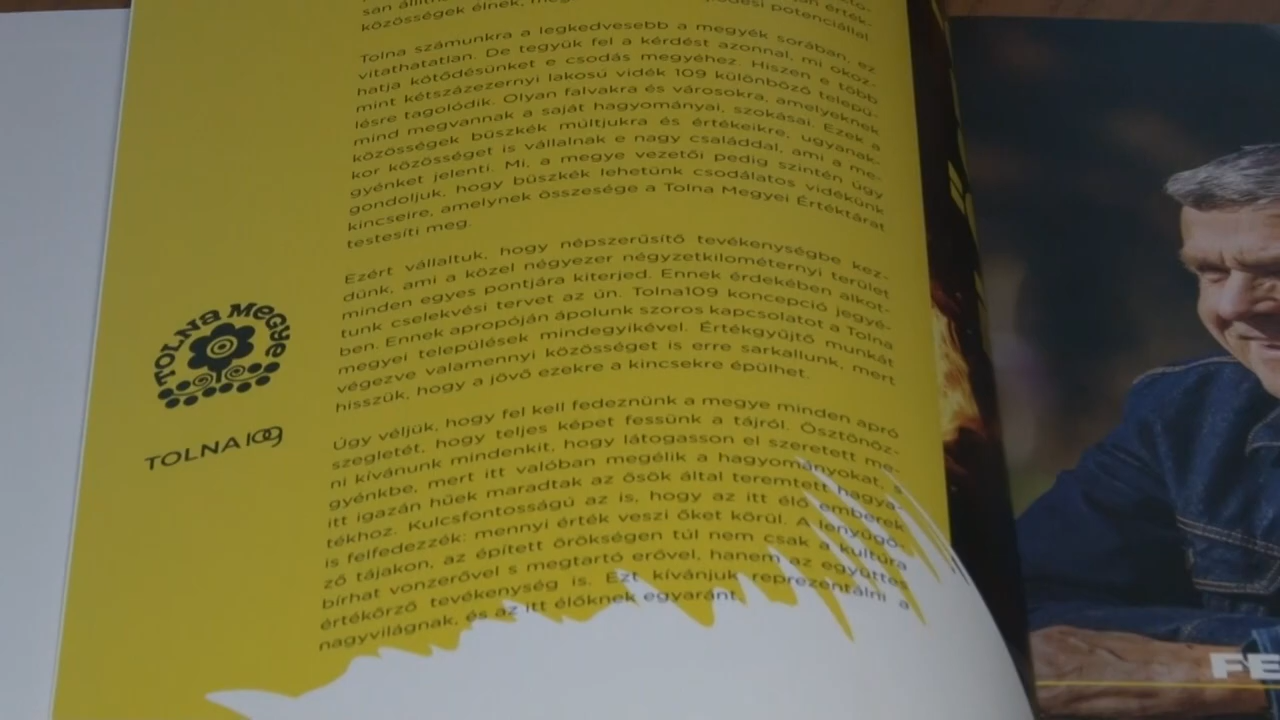 közösségek élnek,
potenciállal.
Tolna számunkra a legkedvesebb a megyék sorában, ez
vitathatatlan. De tegyük fel a kérdést azonnal, mi okoz-
hatja kötődésünket e csodás megyéhez. Hiszen e több
mint kétszázezernyi lakosú vidék 109 különböző telepü-
lésre tagolódik. Olyan falvakra és városokra, amelyeknek
mind megvannak a saját hagyományai, szokásai. Ezek a
közösségek büszkék múltjukra és értékeikre, ugyanak-
kor közösséget is vállalnak e nagy családdal, ami a me-
gyénket jelenti. Mi, a megye vezetői pedig szintén úgy
gondoljuk, hogy büszkék lehetünk csodálatos vidékünk
kincseire, amelynek összesége a Tolna Megyei Értéktárat
testesíti meg.
Ezért vállaltuk, hogy népszerűsítő tevékenységbe kez-
dünk, ami a közel négyezer négyzetkilométernyi terület
minden egyes pontjára kiterjed. Ennek érdekében alkot-
tunk cselekvési tervet az ún. Tolna109 koncepció jegyé-
ben. Ennek apropóján ápolunk szoros kapcsolatot a Tolna
megyei települések mindegyikével. Értékgyűjtő munkát
végezve valamennyi közösséget is erre sarkallunk, mert
hisszük, hogy a jövő ezekre a kincsekre épülhet.
Úgy véljük, hogy fel kell fedeznünk a megye minden apró
szegletét, hogy teljes képet fessünk a tájról. Ösztönöz-
ni kívánunk mindenkit, hogy látogasson el szeretett me-
gyénkbe, mert itt valóban megélik a hagyományokat, s
itt igazán hűek maradtak az ősök által teremtett hagya-
tékhoz. Kulcsfontosságú az is, hogy az itt élő emberek
is felfedezzék: mennyi érték veszi őket körül. A lenyűgö-
ző tájakon, az épített örökségen túl nem csak a kultúra
bírhat vonzerővel s megtartó erővel, hanem az együttes
értékőrző tevékenység is. Ezt kívánjuk reprezentálni a
nagyvilágnak, és az itt élőknek egyaránt.
TOLNA MEGYE
TOLNA109
FE